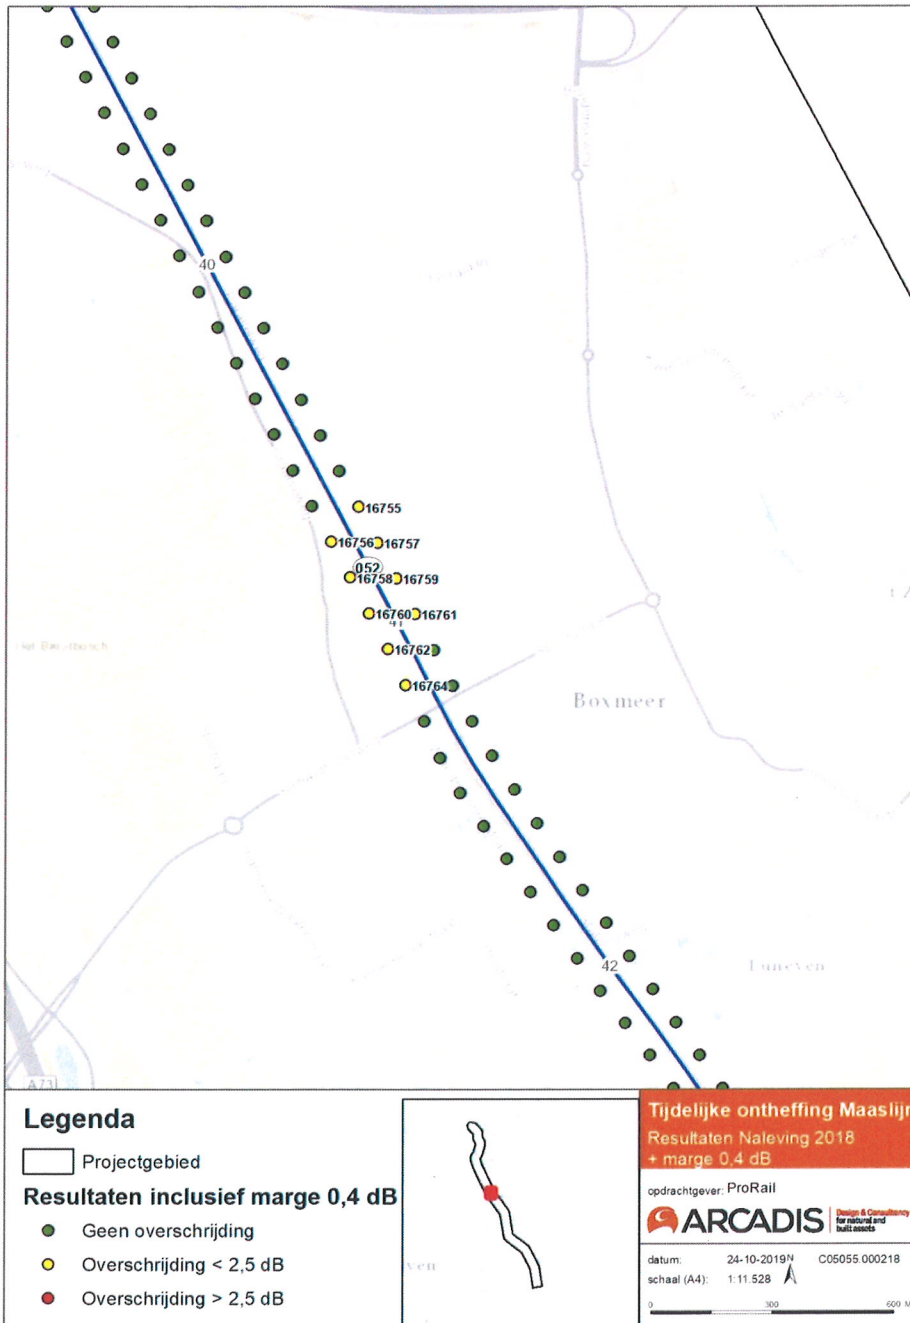 40
16755
16756
16757
052
16758
16759
16760
16761
41
16762
16764
Boxmeer
42
Luneven
A73
Legenda
Projectgebied
Resultaten inclusief marge 0,4 dB
Geen overschrijding
Overschrijding < 2,5 dB
Overschrijding > 2,5 dB
ven
Tijdelijke ontheffing Maaslijn
Resultaten Naleving 2018
+ marge 0,4 dB
opdrachtgever: ProRail
ARCADIS
Design & Consultancy
for natural and
built assets
datum: 24-10-2019 N C05055.000218
schaal (A4): 1:11.528
0 300 600 M